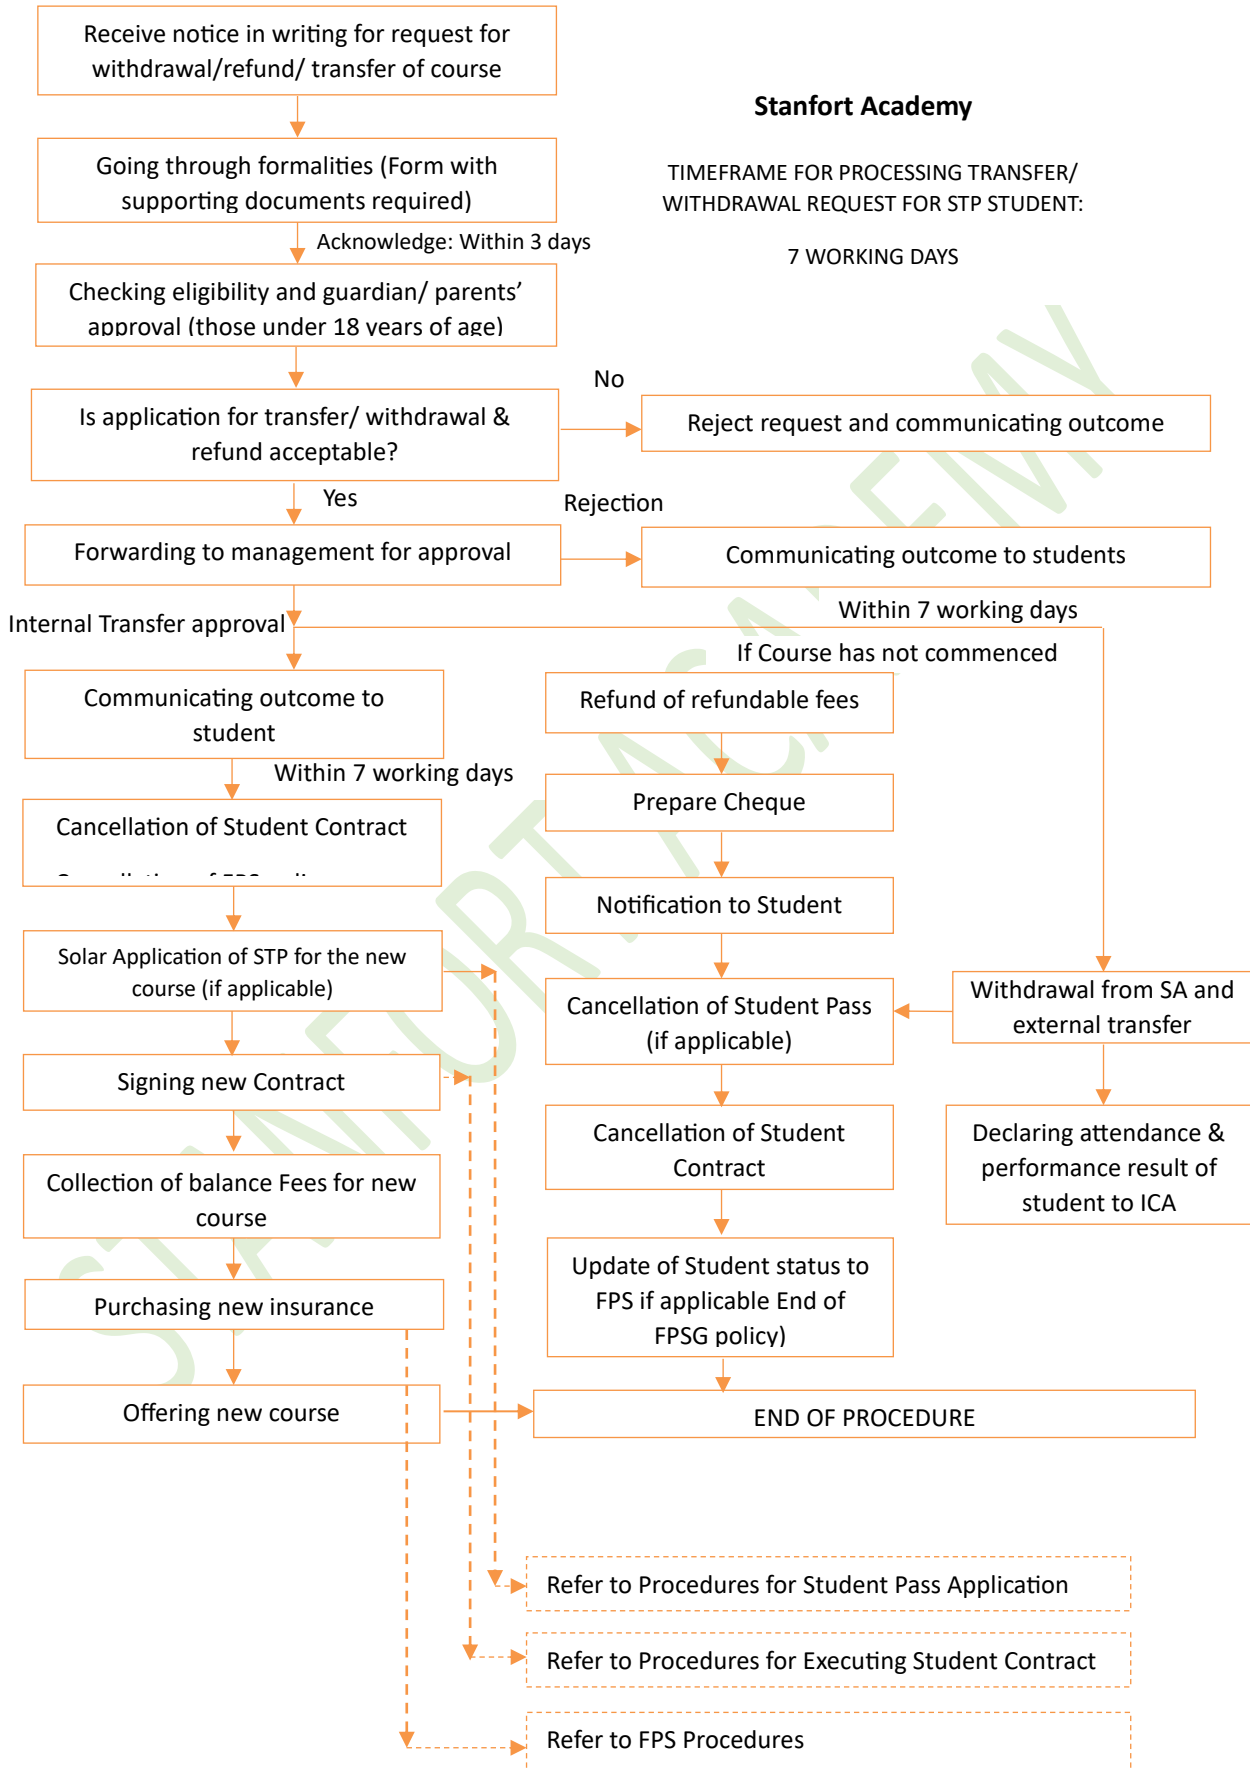 Receive notice in writing for request for
withdrawal/refund/ transfer of course
Stanfort Academy
Going through formalities (Form with
supporting documents required)
TIMEFRAME FOR PROCESSING TRANSFER/
WITHDRAWAL REQUEST FOR STP STUDENT:
7 WORKING DAYS
Acknowledge: Within 3 days
Checking eligibility and guardian/ parents’
approval (those under 18 years of age)
Is application for transfer/ withdrawal &
refund acceptable?
No
Reject request and communicating outcome
Yes
Forwarding to management for approval
Rejection
Communicating outcome to students
Internal Transfer approval
Within 7 working days
If Course has not commenced
Communicating outcome to
student
Within 7 working days
Cancellation of Student Contract
Solar Application of STP for the new
course (if applicable)
Signing new Contract
Collection of balance Fees for new
course
Purchasing new insurance
Offering new course
Refund of refundable fees
Prepare Cheque
Notification to Student
Cancellation of Student Pass
(if applicable)
Cancellation of Student
Contract
Update of Student status to
FPS if applicable End of
FPSG policy)
Withdrawal from SA and
external transfer
Declaring attendance &
performance result of
student to ICA
END OF PROCEDURE
Refer to Procedures for Student Pass Application
Refer to Procedures for Executing Student Contract
Refer to FPS Procedures
STANFORT ACADEMY